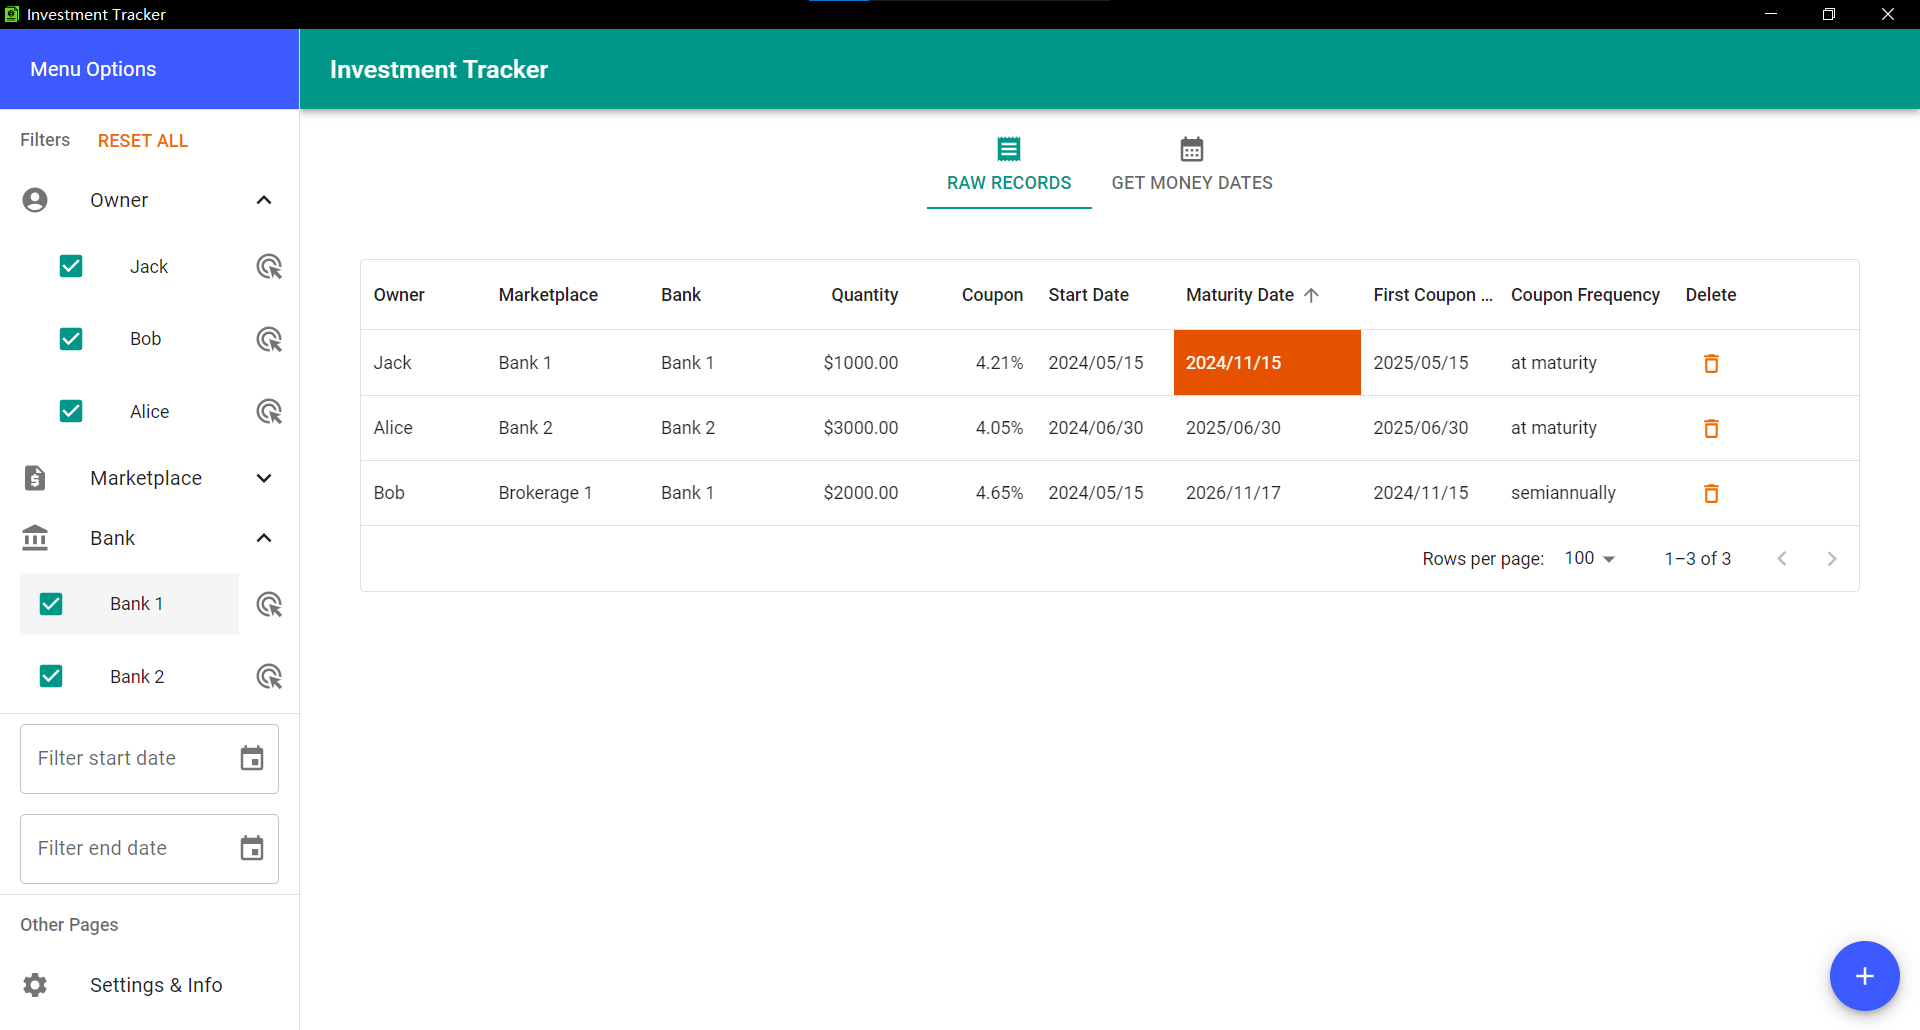 Investment Tracker
Menu Options
Investment Tracker
Filters RESET ALL
Owner
Jack
Bob
Alice
Marketplace
Bank
Bank 1
Bank 2
Filter start date
Filter end date
Other Pages
Settings & Info
RAW RECORDS GET MONEY DATES
Owner Marketplace Bank Quantity Coupon Start Date Maturity Date First Coupon ... Coupon Frequency Delete
Jack Bank 1 Bank 1 $1000.00 4.21% 2024/05/15 2024/11/15 2025/05/15 at maturity
Alice Bank 2 Bank 2 $3000.00 4.05% 2024/06/30 2025/06/30 2025/06/30 at maturity
Bob Brokerage 1 Bank 1 $2000.00 4.65% 2024/05/15 2026/11/17 2024/11/15 semiannually
Rows per page: 100 1–3 of 3